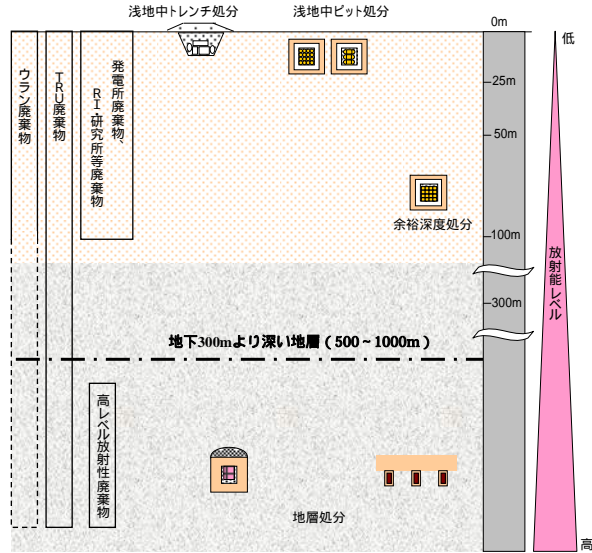 浅地中トレンチ処分
浅地中ピット処分
0m
低
ウラン廃棄物
TRU廃棄物
発電所廃棄物、
RI・研究所等廃棄物
-25m
50m
余裕深度処分
-100m
放射能レベル
-300m
地下300mより深い地層（500～1000m）
高レベル放射性廃棄物
地層処分
高